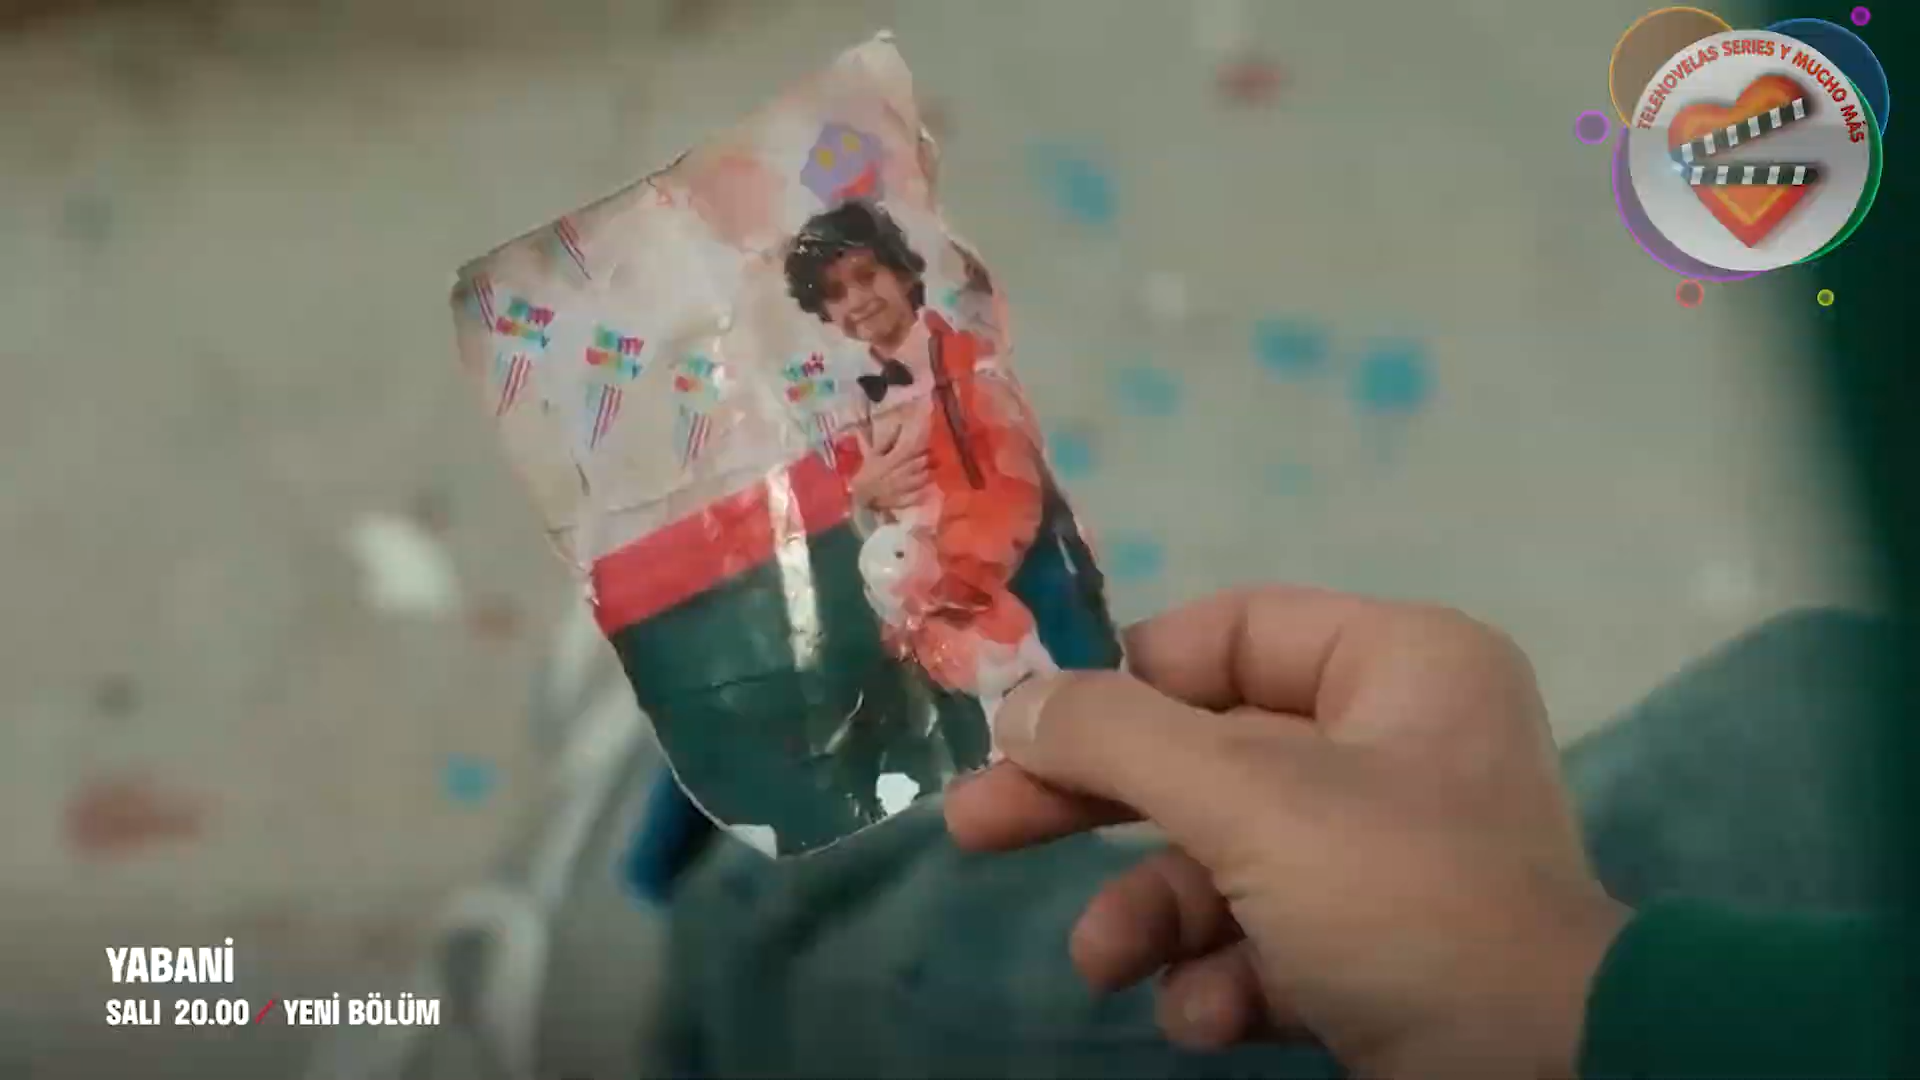 TELENOVELAS SERIES Y MUCHO MÁS
YABANİ
SALI 20.00 / YENİ BÖLÜM